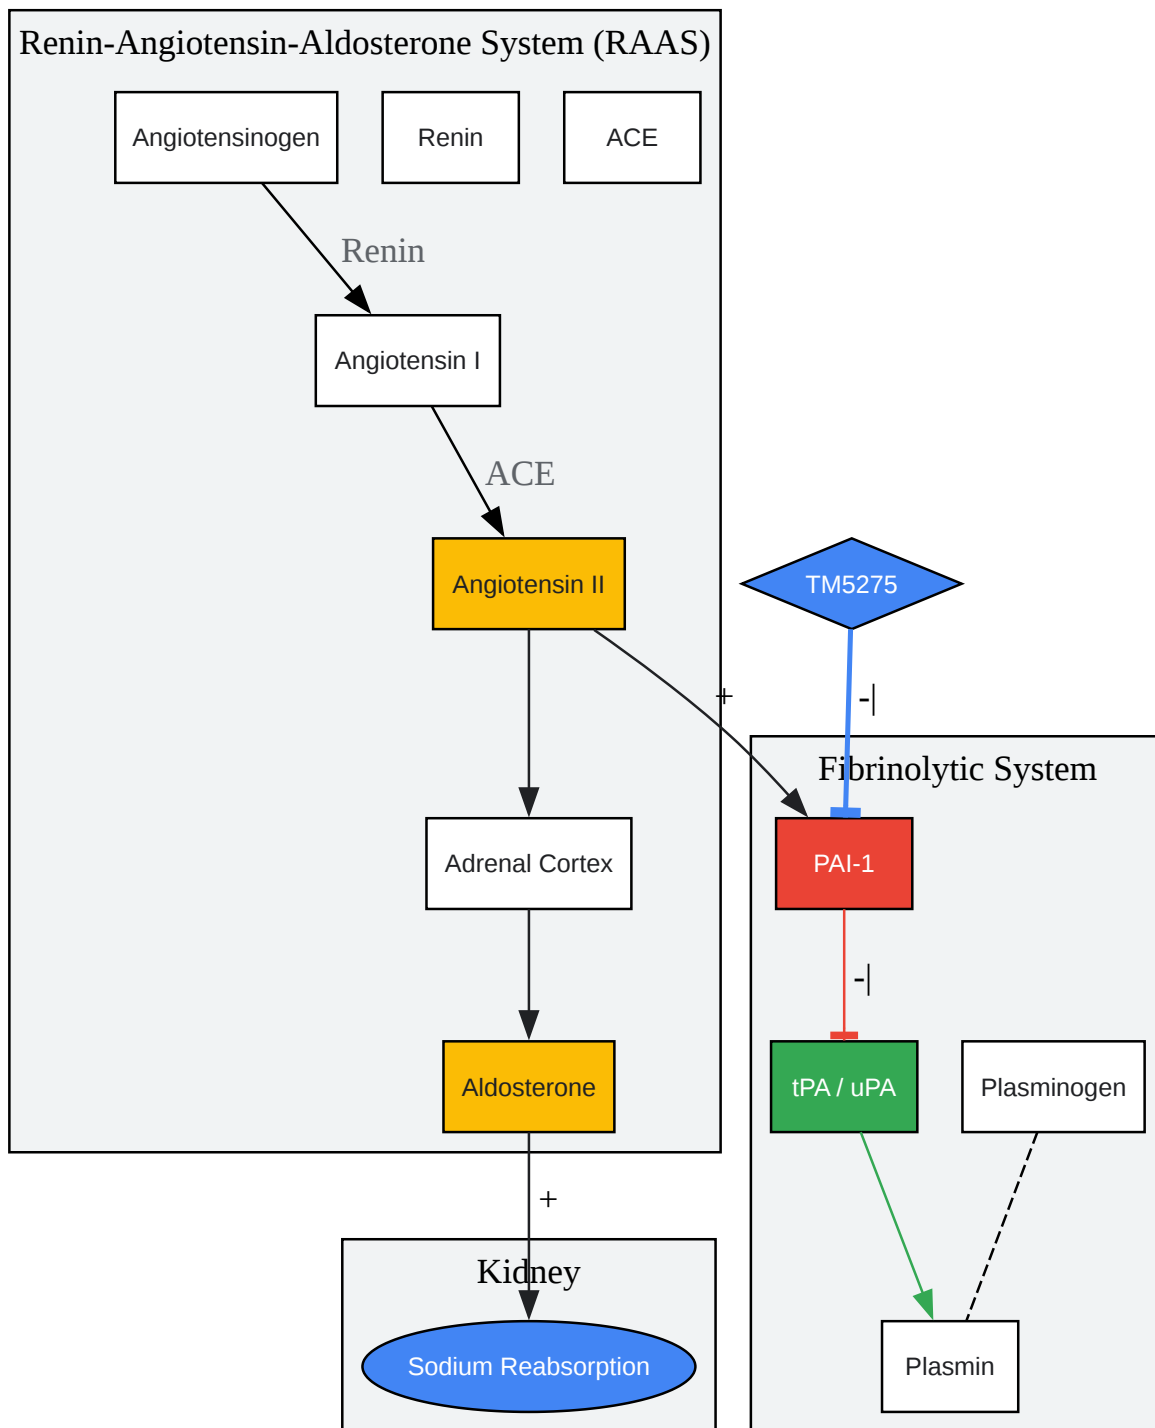 Renin-Angiotensin-Aldosterone System (RAAS)
Angiotensinogen
Renin
ACE
Renin
Angiotensin I
ACE
Angiotensin II
TM5275
+
-|
Fibrinolytic System
Adrenal Cortex
PAI-1
-|
Aldosterone
tPA / uPA
Plasminogen
+
Kidney
Sodium Reabsorption
Plasmin